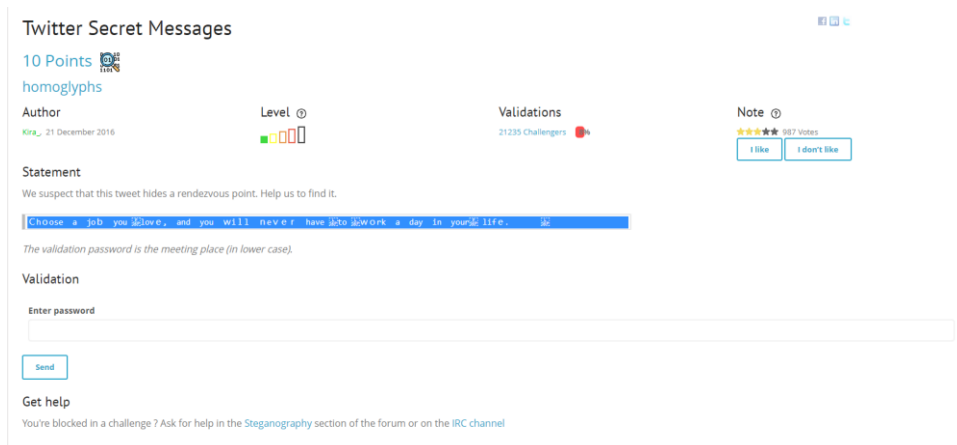 Twitter Secret Messages
10 Points
homoglyphs
Author Level Validations Note
Kira_, 21 December 2016 21235 Challengers 987 Votes
I like I don't like
Statement
We suspect that this tweet hides a rendezvous point. Help us to find it.
Choose a job you love, and you will never have to work a day in your life.
The validation password is the meeting place (in lower case).
Validation
Enter password
Send
Get help
You're blocked in a challenge ? Ask for help in the Steganography section of the forum or on the IRC channel